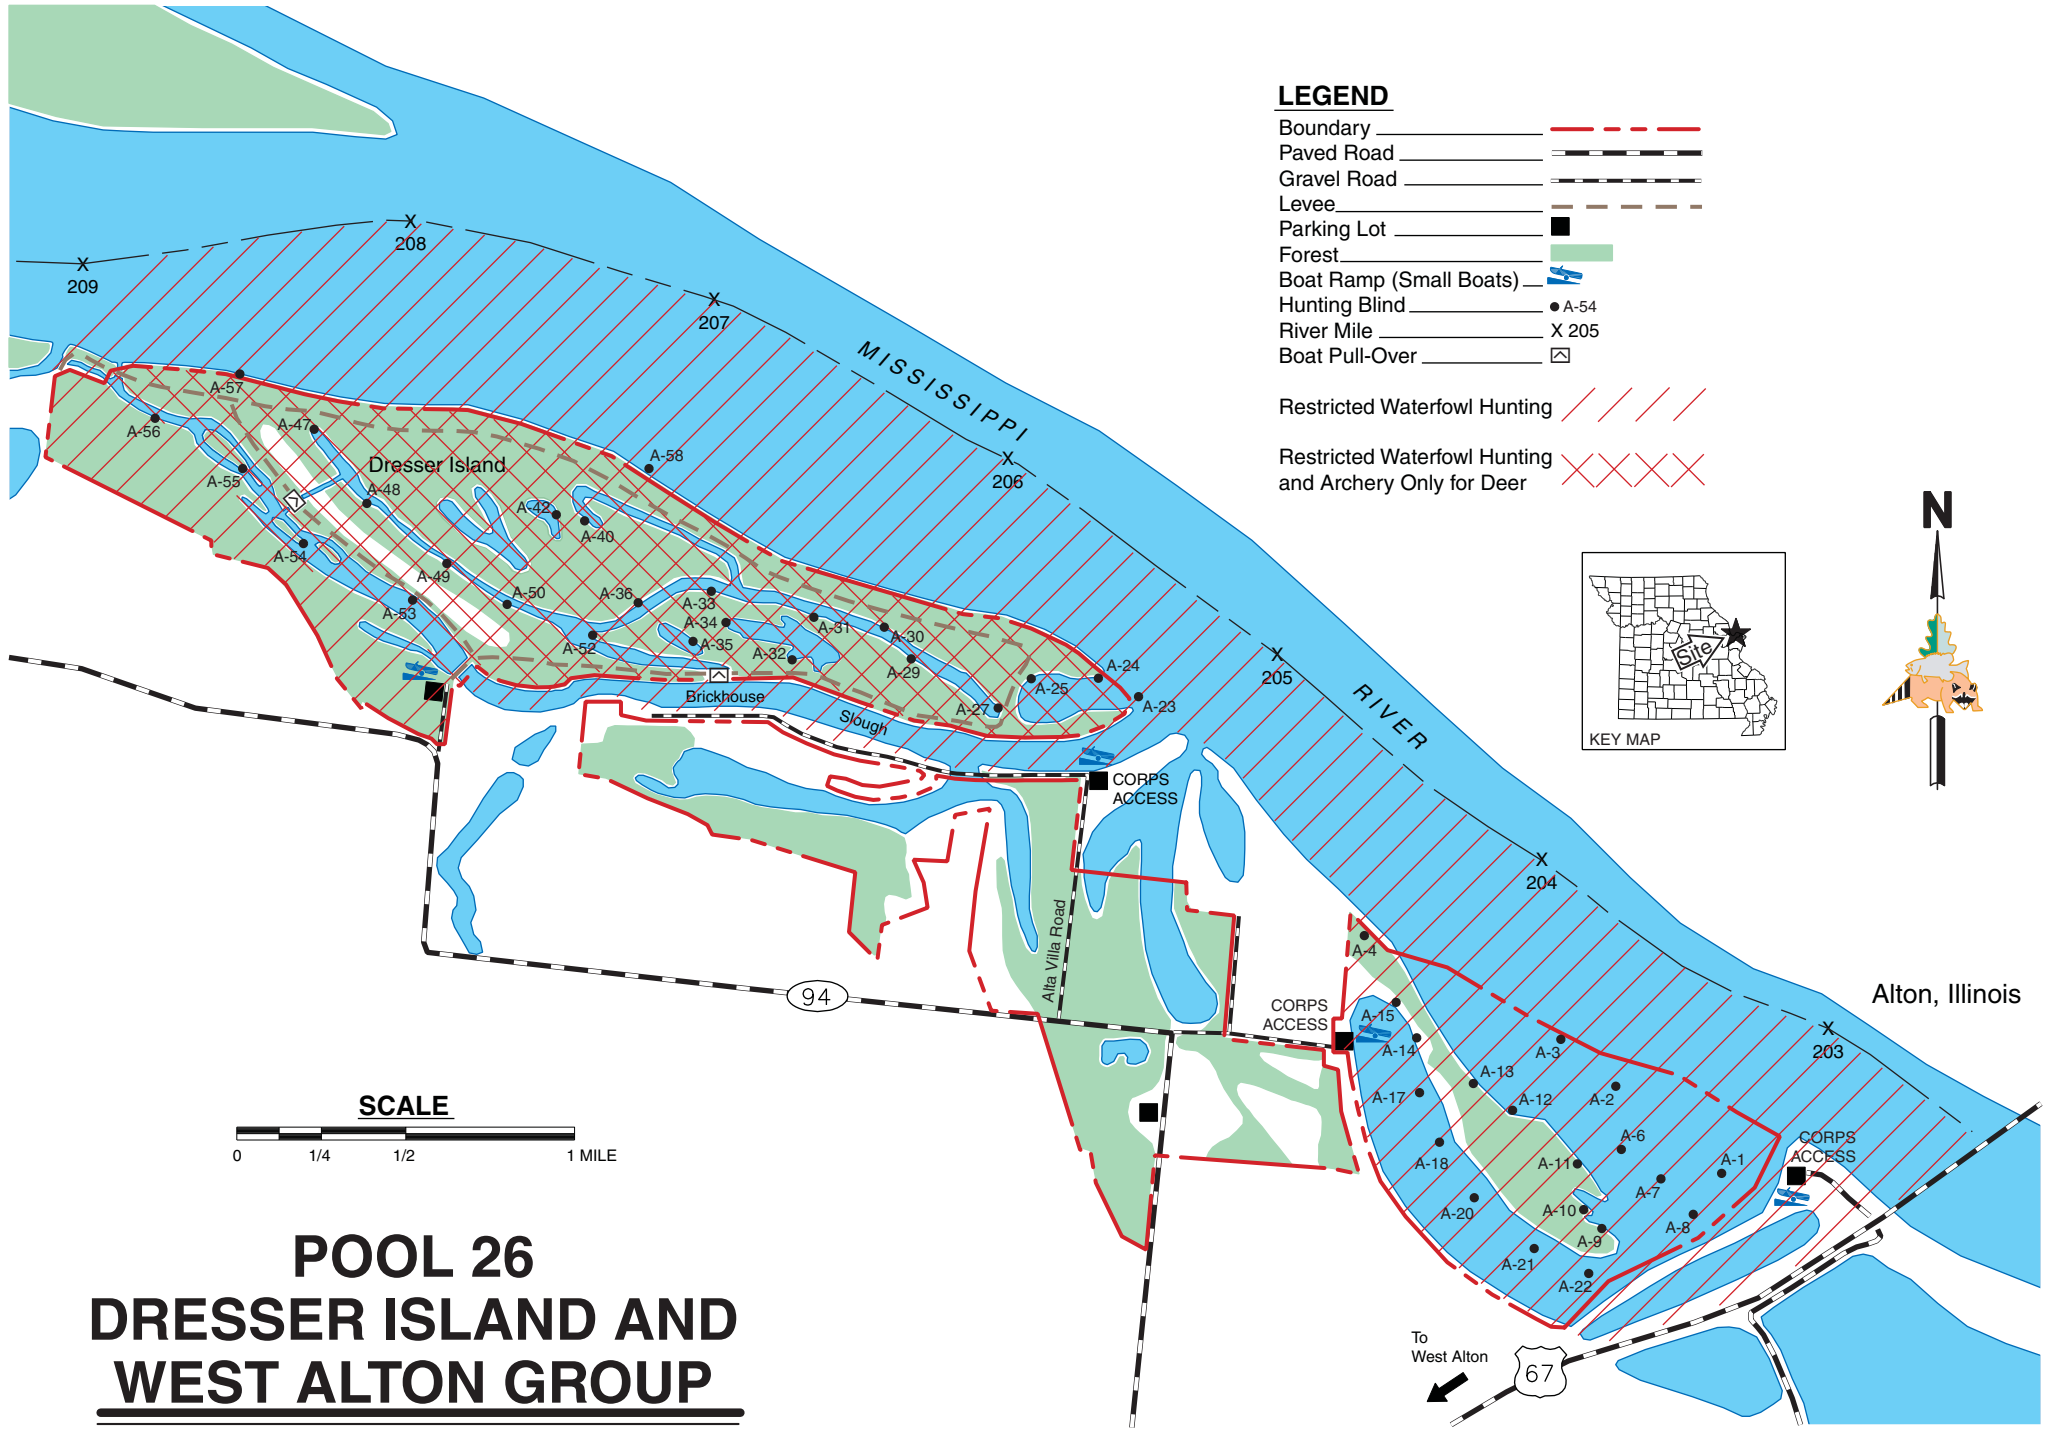 LEGEND
Boundary
Paved Road
Gravel Road
Levee
Parking Lot
Forest
Boat Ramp (Small Boats)
Hunting Blind A-54
River Mile X 205
Boat Pull-Over
Restricted Waterfowl Hunting
Restricted Waterfowl Hunting
and Archery Only for Deer
N
Site
KEY MAP
X
209
X
208
X
207
MISSISSIPPI
X
206
X
205
RIVER
X
204
X
203
Alton, Illinois
A-57
A-56
A-47
A-58
Dresser Island
A-55
A-48
A-42
A-40
A-54
A-49
A-53
A-50
A-36
A-33
A-34
A-35
A-52
A-32
A-31
A-30
A-29
A-24
A-25
A-23
A-27
Brickhouse
Slough
CORPS
ACCESS
Alta Villa Road
94
CORPS
ACCESS
A-4
A-15
A-14
A-3
A-13
A-17
A-12
A-2
A-6
A-18
A-11
A-1
A-7
A-20
A-10
A-8
A-9
A-21
A-22
CORPS
ACCESS
To
West Alton
67
SCALE
0 1/4 1/2 1 MILE
POOL 26
DRESSER ISLAND AND
WEST ALTON GROUP